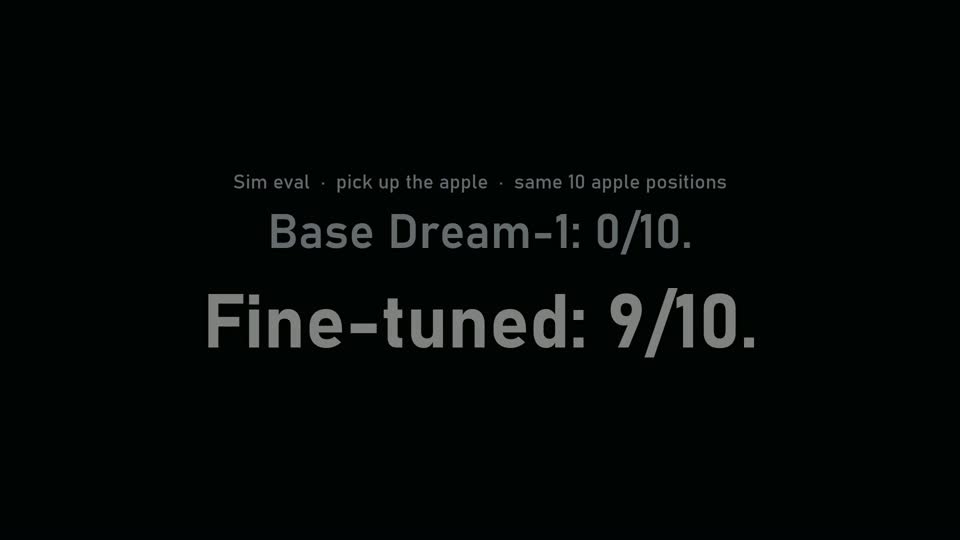 Sim eval · pick up the apple · same 10 apple positions
Base Dream-1: 0/10.
Fine-tuned: 9/10.